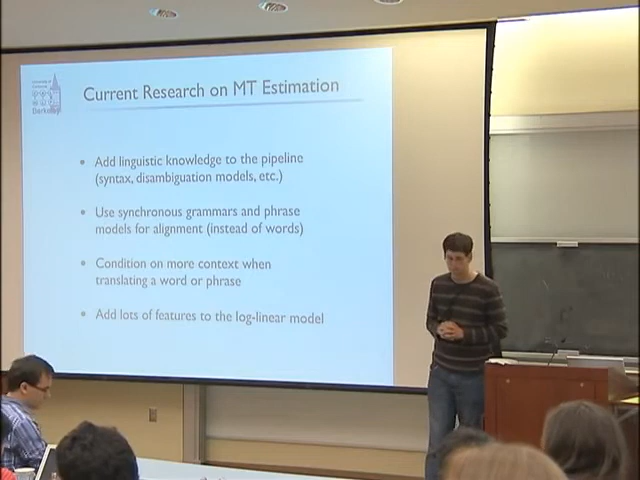 Berkeley
Current Research on MT Estimation
• Add linguistic knowledge to the pipeline
(syntax, disambiguation models, etc.)
• Use synchronous grammars and phrase
models for alignment (instead of words)
• Condition on more context when
translating a word or phrase
• Add lots of features to the log-linear model